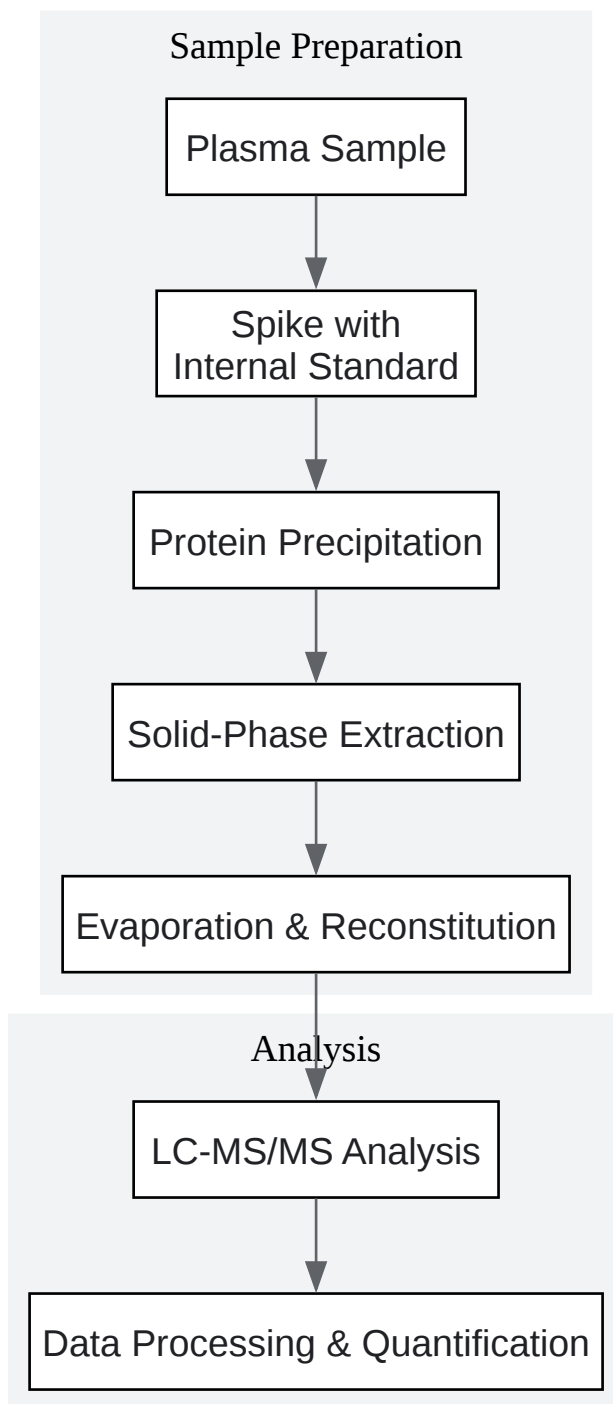 Sample Preparation
Plasma Sample
Spike with
Internal Standard
Protein Precipitation
Solid-Phase Extraction
Evaporation & Reconstitution
Analysis
LC-MS/MS Analysis
Data Processing & Quantification